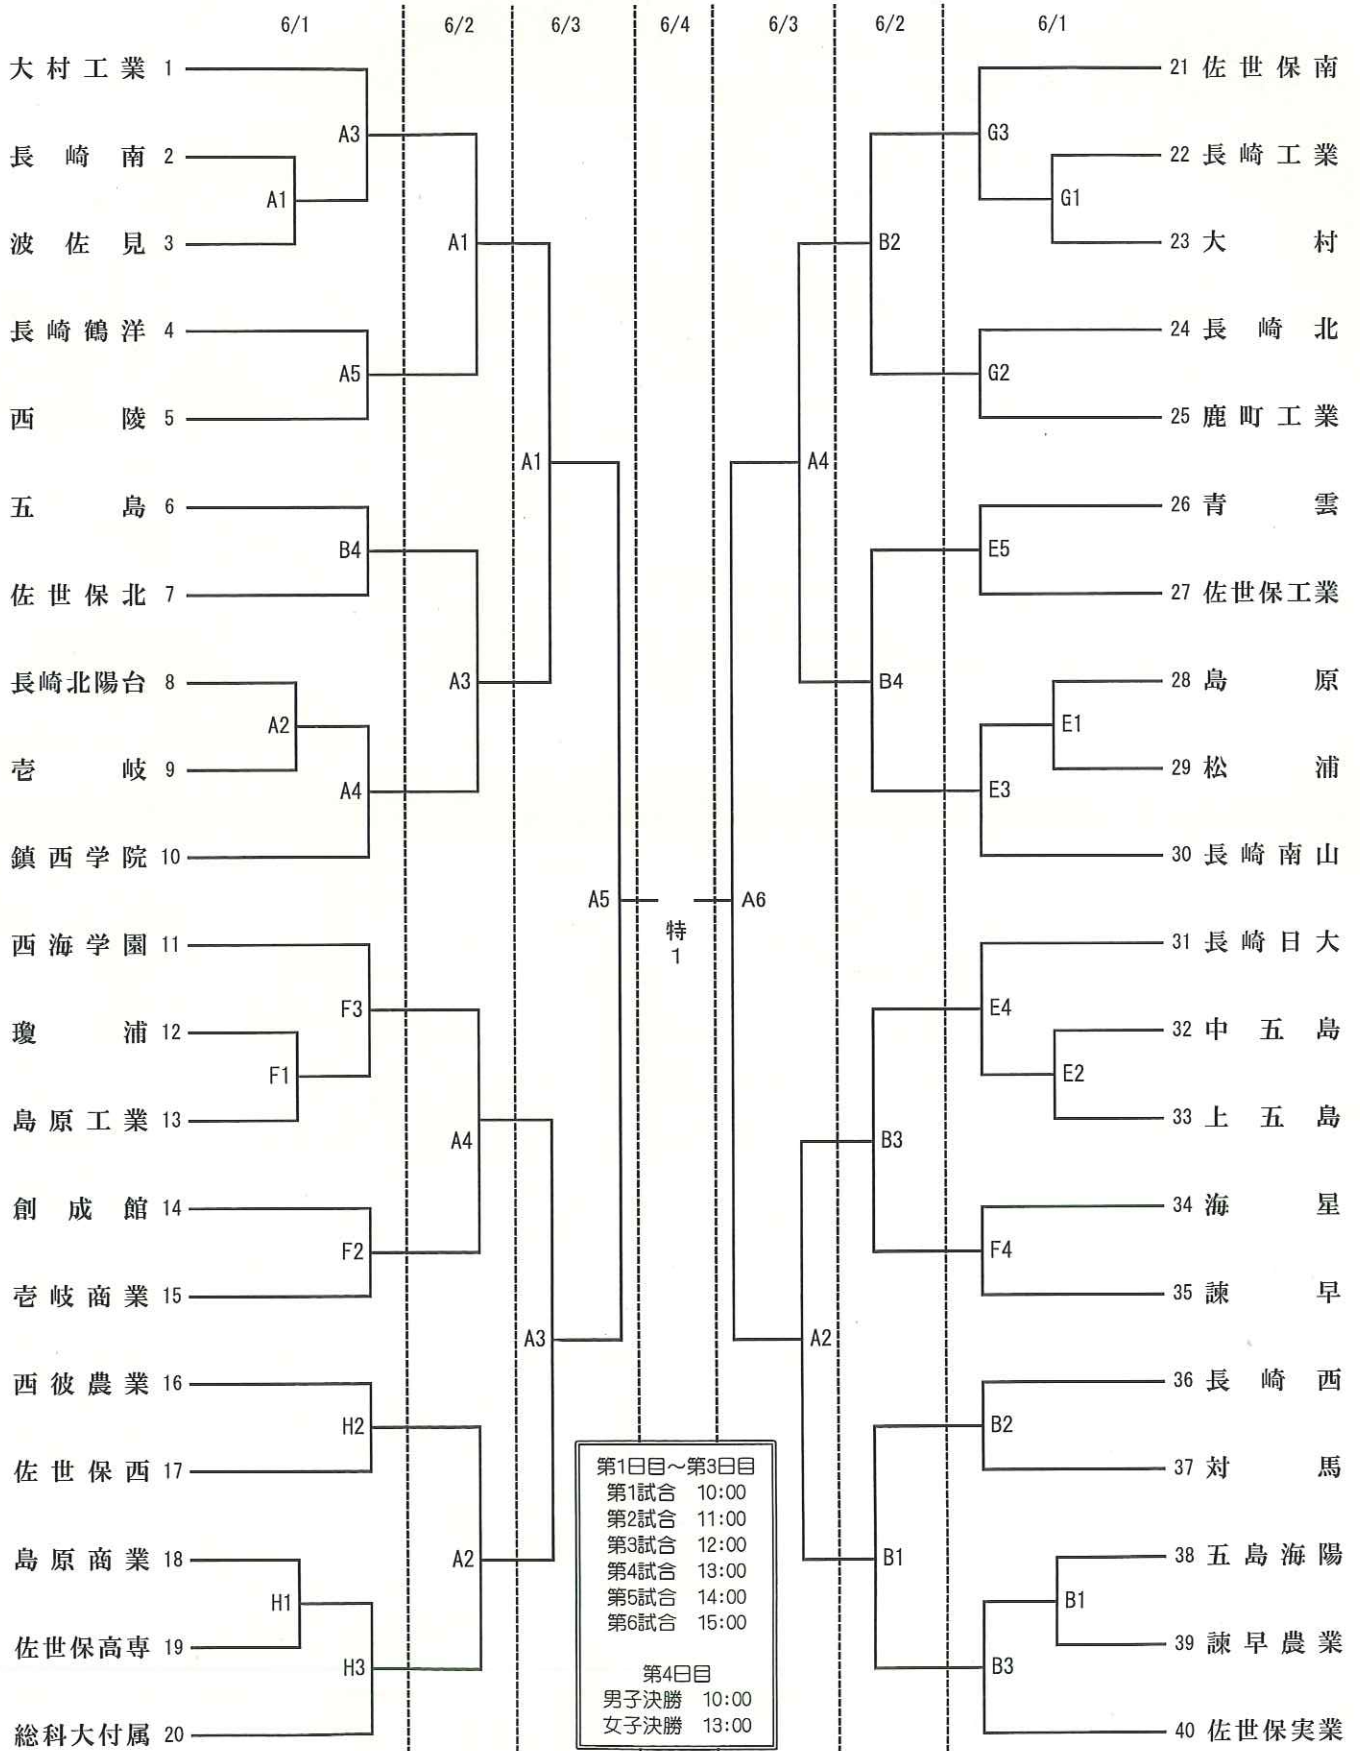 6/1 6/2 6/3 6/4 6/3 6/2 6/1
大村工業 1
長崎南 2
波佐見 3
長崎鶴洋 4
西陵 5
五島 6
佐世保北 7
長崎北陽台 8
壱岐 9
鎮西学院 10
西海学園 11
瓊浦 12
島原工業 13
創成館 14
壱岐商業 15
西彼農業 16
佐世保西 17
島原商業 18
佐世保高専 19
総科大付属 20
A3
A1
A5
B4
A2
A4
F3
F1
F2
H2
H1
H3
A1
A3
A4
A2
A1
A3
A5
特
1
A6
A4
A2
B2
B4
B3
B1
G3
G1
G2
E5
E1
E3
E4
E2
F4
B2
B1
B3
21 佐世保南
22 長崎工業
23 大村
24 長崎北
25 鹿町工業
26 青雲
27 佐世保工業
28 島原
29 松浦
30 長崎南山
31 長崎日大
32 中五島
33 上五島
34 海星
35 諫早
36 長崎西
37 対馬
38 五島海陽
39 諫早農業
40 佐世保実業
第1日目～第3日目
第1試合 10:00
第2試合 11:00
第3試合 12:00
第4試合 13:00
第5試合 14:00
第6試合 15:00
第4日目
男子決勝 10:00
女子決勝 13:00